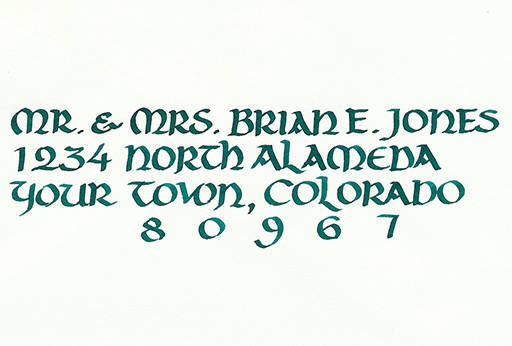 MR. & MRS. BRIAN E. JONES
1234 NORTH ALAMEDA
YOUR TOWN, COLORADO
8 0 9 6 7